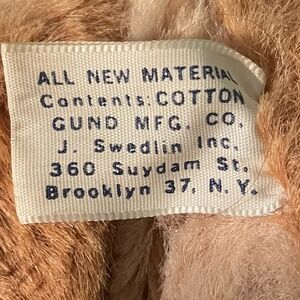 ALL NEW MATERIAL
Contents: COTTON
GUND MFG. CO.
J. Swedlin Inc.
360 Suydam St.
Brooklyn 37, N.Y.